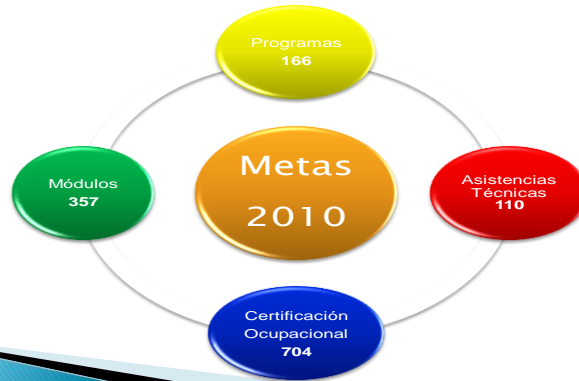 Programas
166
Módulos
357
Metas
2010
Asistencias
Técnicas
110
Certificación
Ocupacional
704